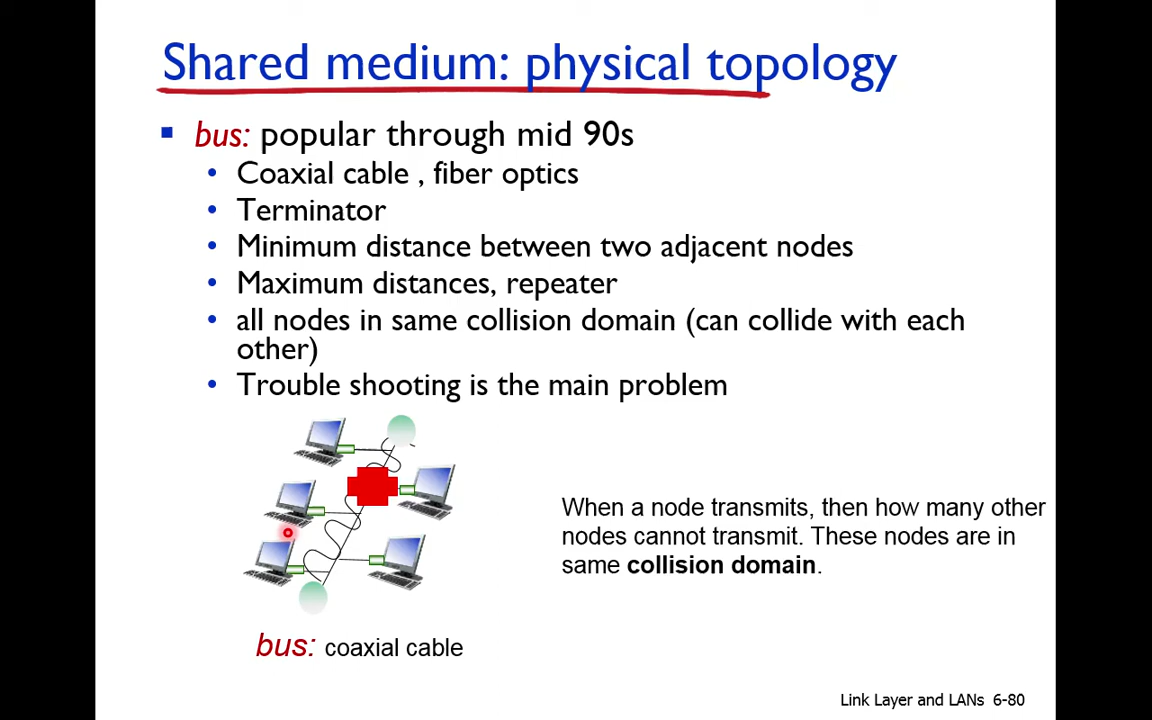 Shared medium: physical topology
bus: popular through mid 90s
Coaxial cable , fiber optics
Terminator
Minimum distance between two adjacent nodes
Maximum distances, repeater
all nodes in same collision domain (can collide with each
other)
Trouble shooting is the main problem
When a node transmits, then how many other
nodes cannot transmit. These nodes are in
same collision domain.
bus: coaxial cable
Link Layer and LANs 6-80